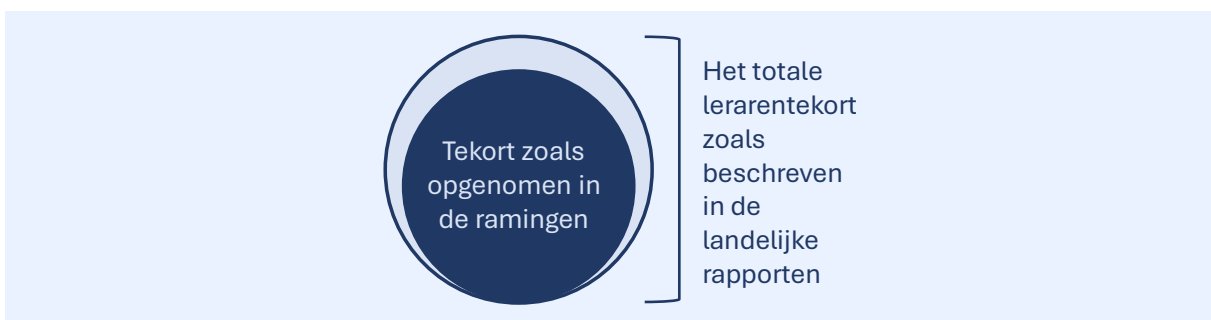 Tekort zoals
opgenomen in
de ramingen
Het totale
lerarentekort
zoals
beschreven
in de
landelijke
rapporten